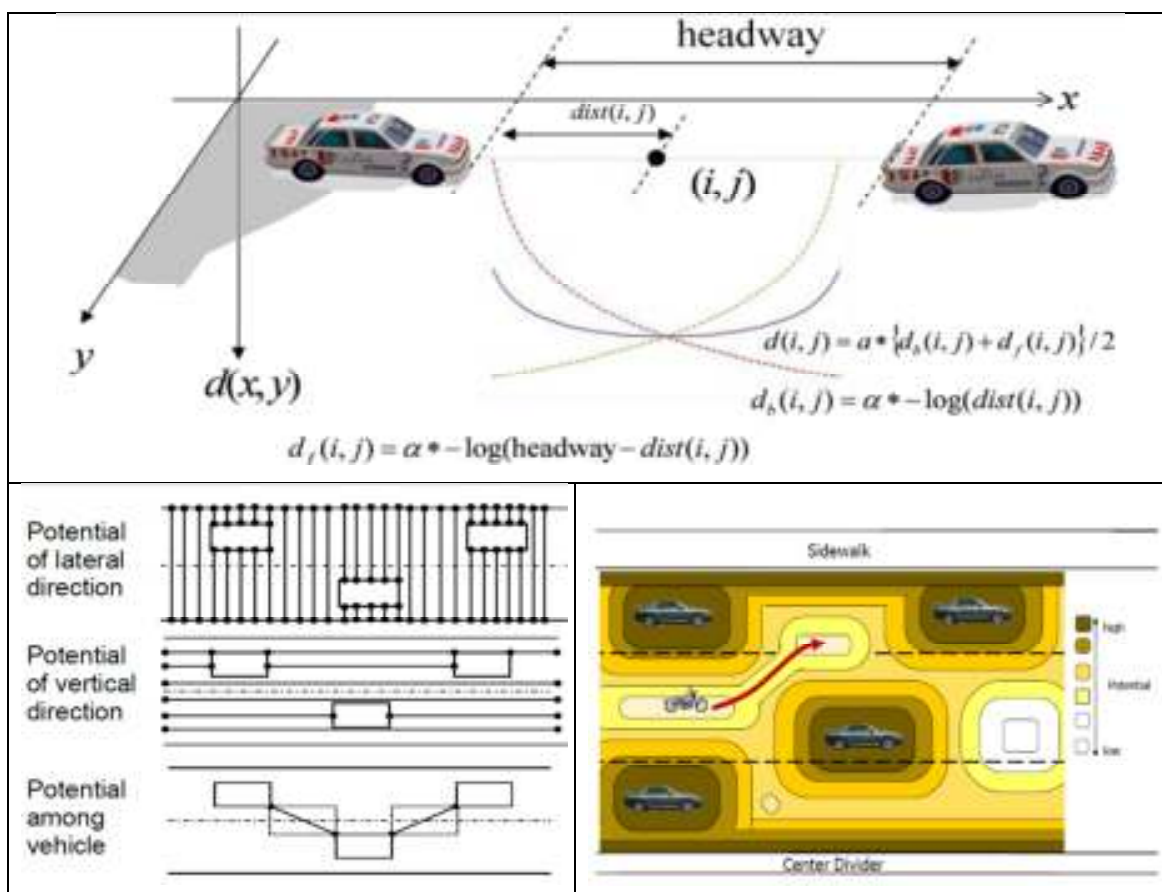 headway
dist(i, j)
x
(i, j)
y
d(x, y)
d(i, j) = a * {d_b(i, j) + d_f(i, j)}/2
d_b(i, j) = α * −log(dist(i, j))
d_f(i, j) = α * −log(headway − dist(i, j))
Potential
of lateral
direction
Potential
of vertical
direction
Potential
among
vehicle
Sidewalk
high
Potential
low
Center Divider